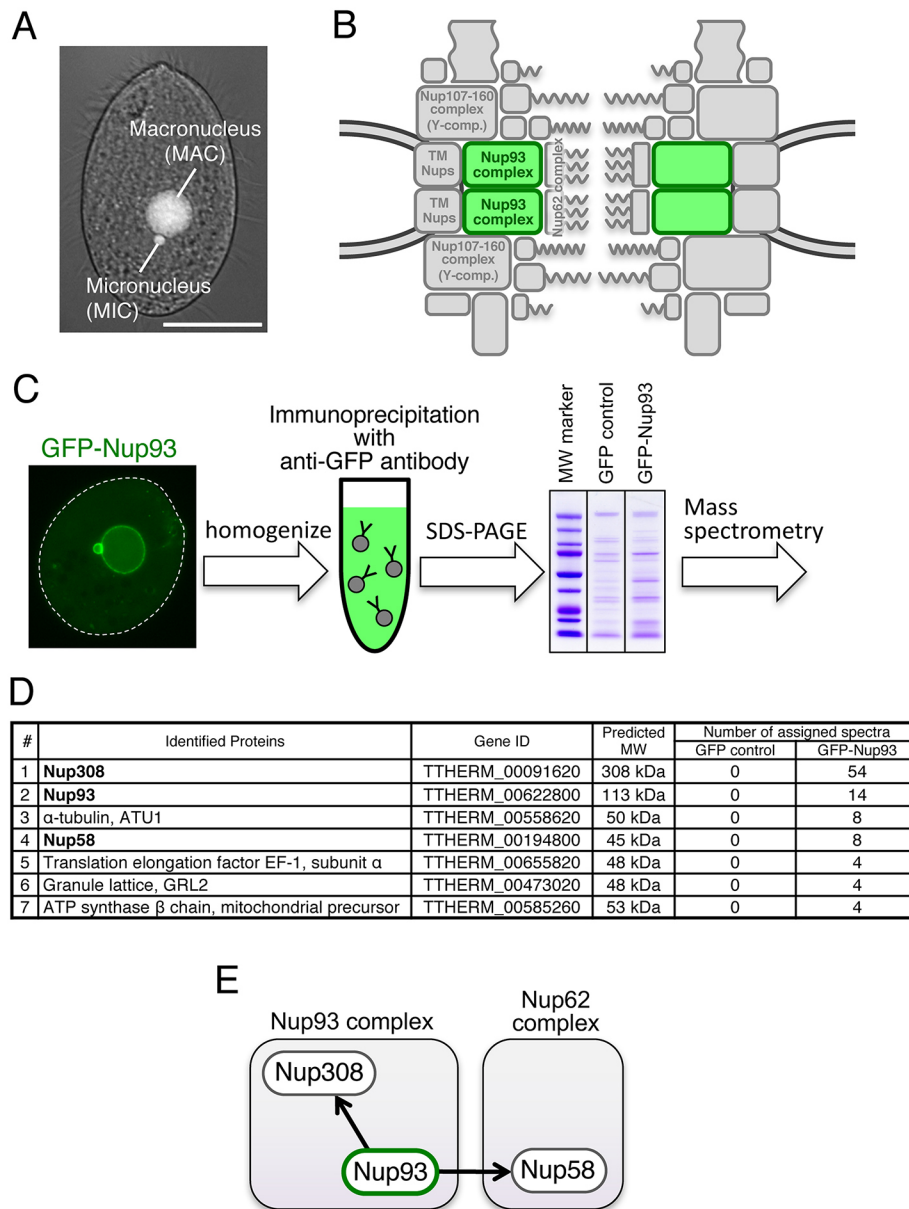 A
Macronucleus
(MAC)
Micronucleus
(MIC)
B
Nup107-160
complex
(Y-comp.)
TM
Nups
Nup93
complex
Nup62 complex
TM
Nups
Nup93
complex
Nup107-160
complex
(Y-comp.)
C
GFP-Nup93
homogenize
Immunoprecipitation
with
anti-GFP antibody
SDS-PAGE
MW marker
GFP control
GFP-Nup93
Mass
spectrometry
D
# Identified Proteins Gene ID Predicted MW Number of assigned spectra
GFP control GFP-Nup93
1 Nup308 TTHERM_00091620 308 kDa 0 54
2 Nup93 TTHERM_00622800 113 kDa 0 14
3 α-tubulin, ATU1 TTHERM_00558620 50 kDa 0 8
4 Nup58 TTHERM_00194800 45 kDa 0 8
5 Translation elongation factor EF-1, subunit α TTHERM_00655820 48 kDa 0 4
6 Granule lattice, GRL2 TTHERM_00473020 48 kDa 0 4
7 ATP synthase β chain, mitochondrial precursor TTHERM_00585260 53 kDa 0 4
E
Nup93 complex
Nup62
complex
Nup308
Nup93
Nup58